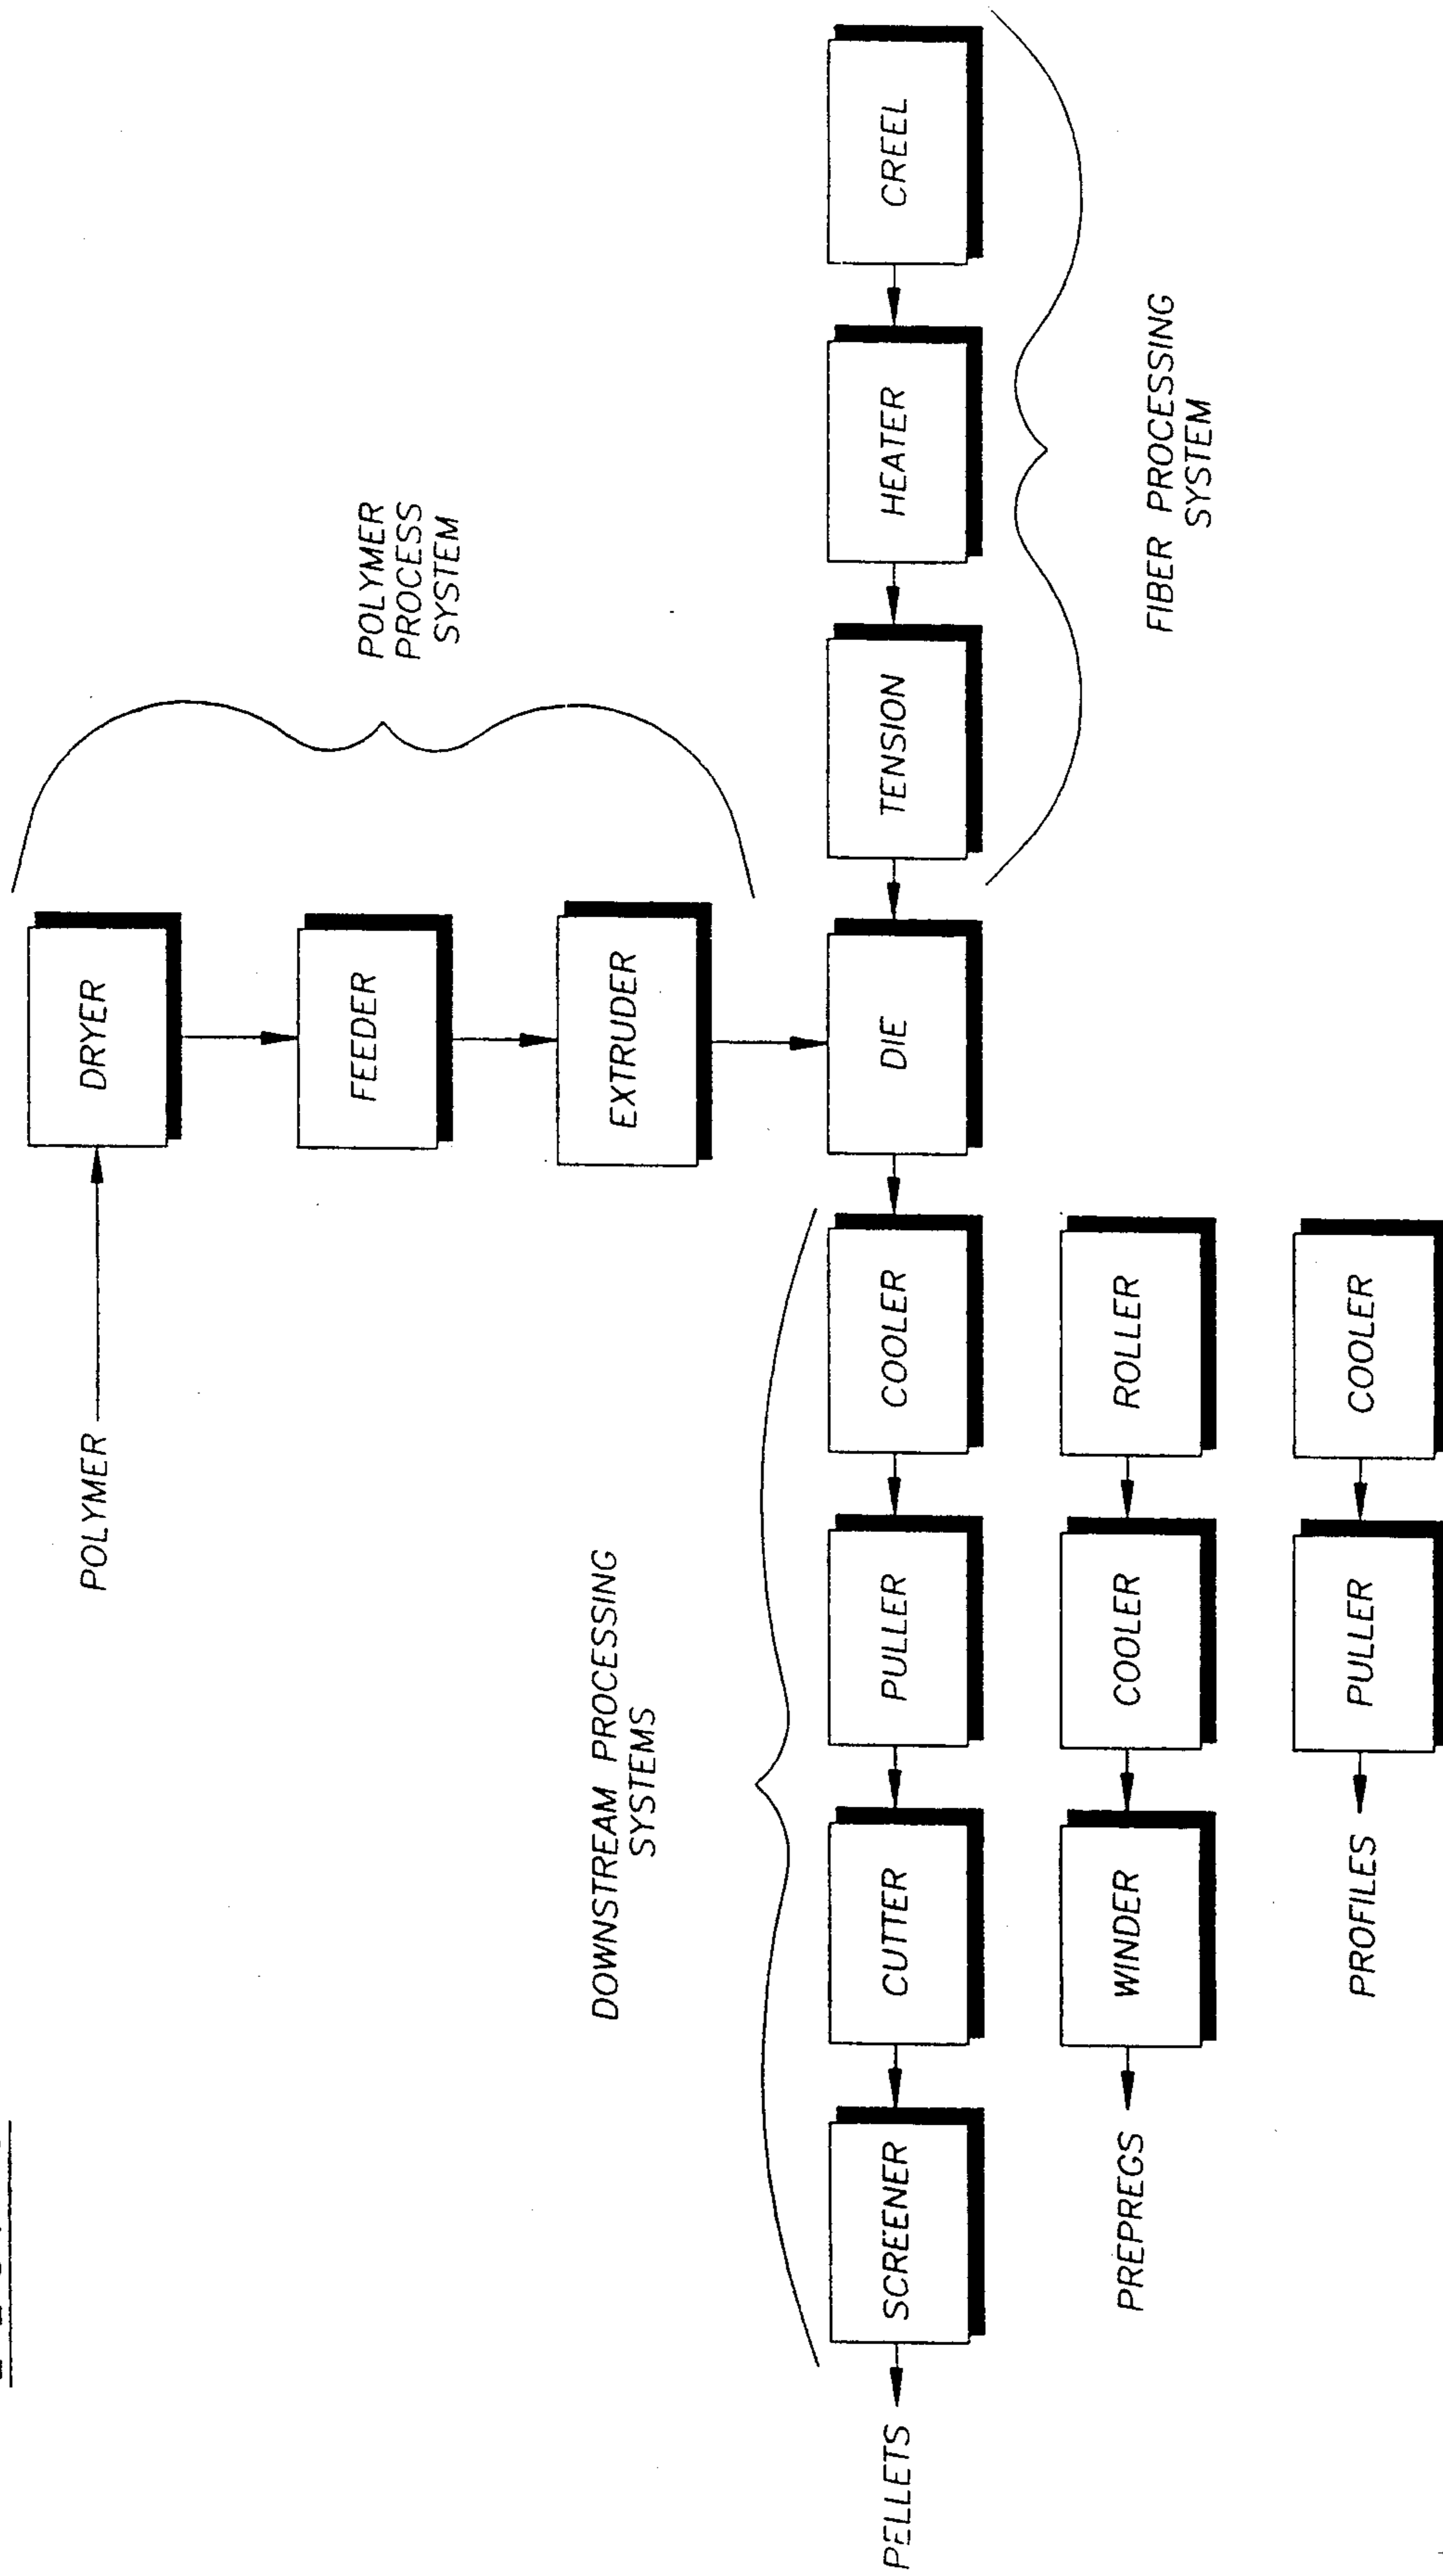 POLYMER
DRYER
FEEDER
POLYMER
PROCESS
SYSTEM
DOWNSTREAM PROCESSING
SYSTEMS
EXTRUDER
PELLETS
SCREENER
CUTTER
PULLER
COOLER
DIE
TENSION
HEATER
CREEL
PREPREGS
WINDER
COOLER
ROLLER
FIBER PROCESSING
SYSTEM
PROFILES
PULLER
COOLER